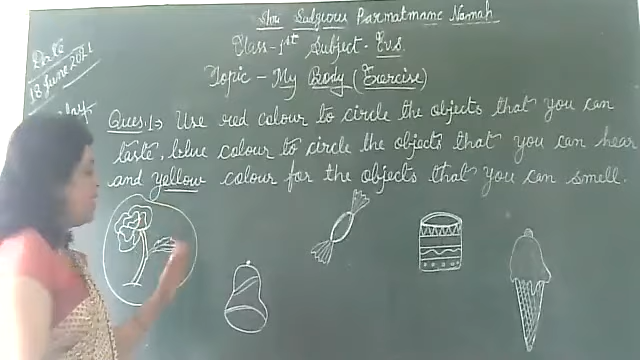 Shri Sadgurus Parmatmane Namah
Class-1st Subject-E.v.s.
Date
Topic - My Body (Exercise)
18 June 2021
Ques.1→ Use red colour to circle the objects that you can
taste, blue colour to circle the objects that you can hear
and yellow colour for the objects that you can smell.